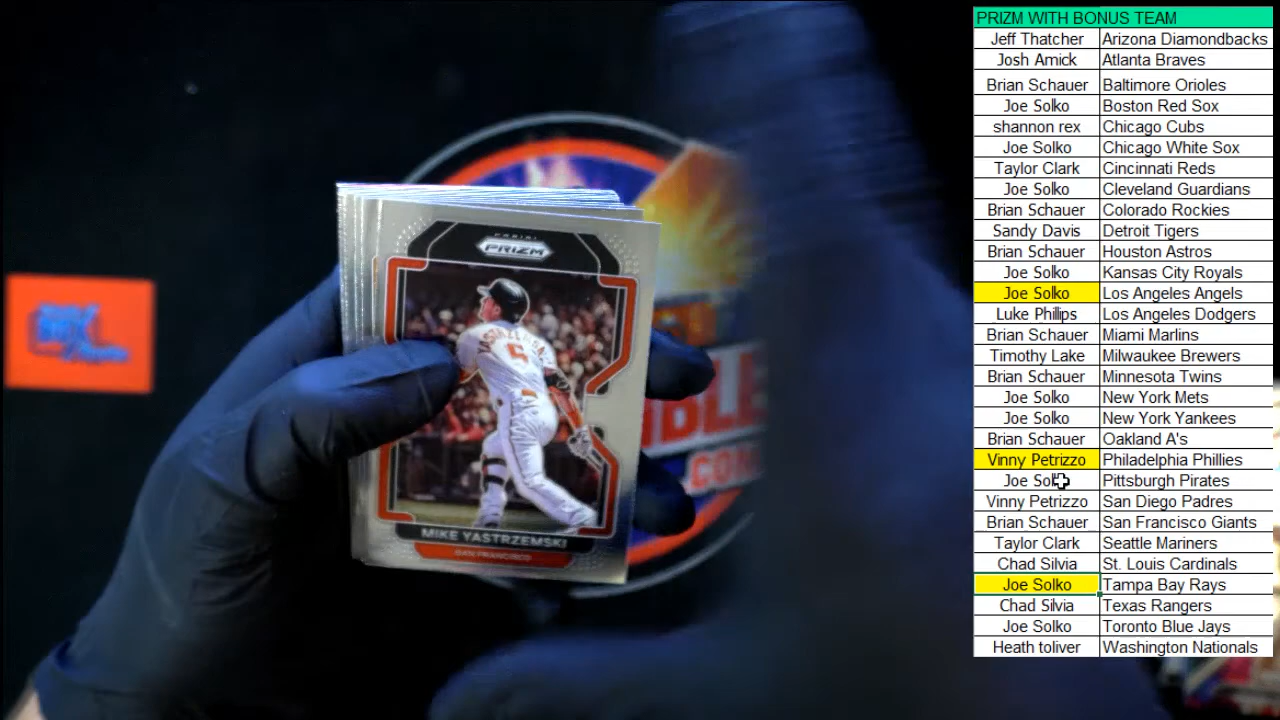 PRIZM WITH BONUS TEAM
Jeff Thatcher Arizona Diamondbacks
Josh Amick Atlanta Braves
Brian Schauer Baltimore Orioles
Joe Solko Boston Red Sox
shannon rex Chicago Cubs
Joe Solko Chicago White Sox
Taylor Clark Cincinnati Reds
Joe Solko Cleveland Guardians
Brian Schauer Colorado Rockies
Sandy Davis Detroit Tigers
Brian Schauer Houston Astros
Joe Solko Kansas City Royals
Joe Solko Los Angeles Angels
Luke Phillips Los Angeles Dodgers
Brian Schauer Miami Marlins
Timothy Lake Milwaukee Brewers
Brian Schauer Minnesota Twins
Joe Solko New York Mets
Joe Solko New York Yankees
Brian Schauer Oakland A's
Vinny Petrizzo Philadelphia Phillies
Joe Pittsburgh Pirates
Vinny Petrizzo San Diego Padres
Brian Schauer San Francisco Giants
Taylor Clark Seattle Mariners
Chad Silvia St. Louis Cardinals
Joe Solko Tampa Bay Rays
Chad Silvia Texas Rangers
Joe Solko Toronto Blue Jays
Heath toliver Washington Nationals
PANINI
PRIZM
YASTRZEMSKI
5
MIKE YASTRZEMSKI
SAN FRANCISCO
.COM